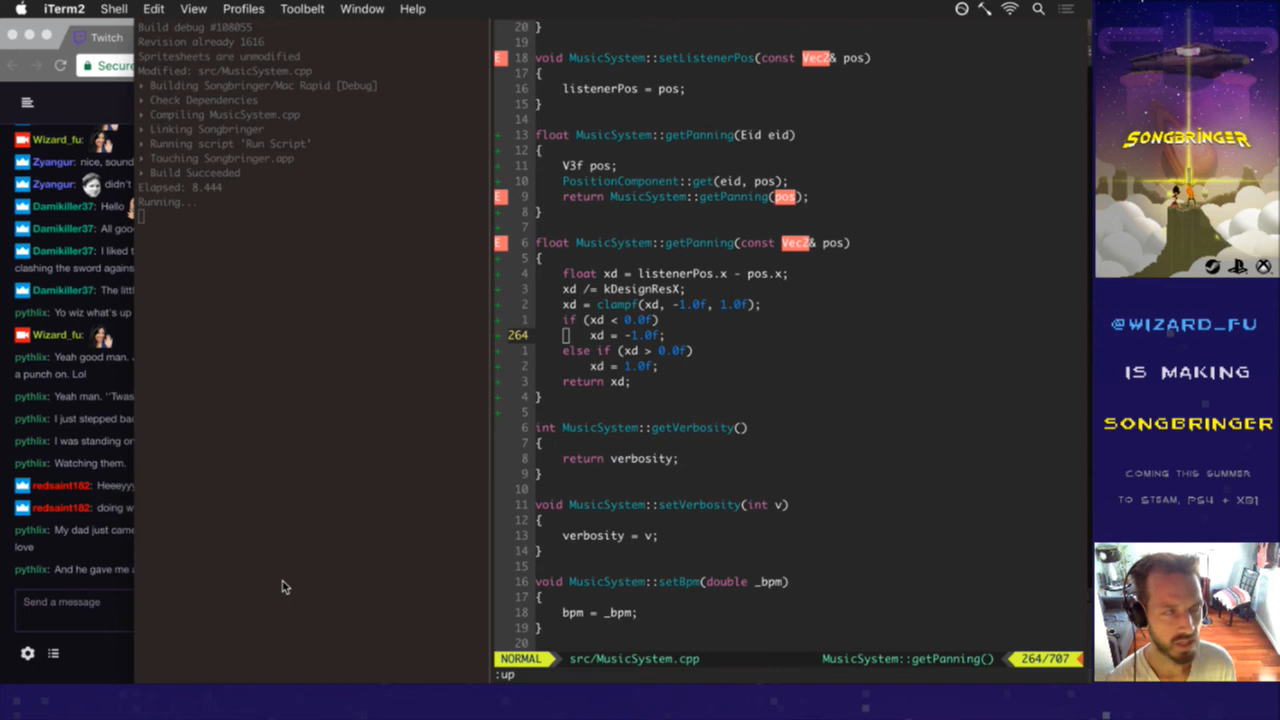 iTerm2 Shell Edit View Profiles Toolbelt Window Help
Twitch
Secure
Wizard_fu:
Zyangur: nice, sound
Zyangur: didn't
Damikiller37: Hello
Damikiller37: All good
Damikiller37: I liked t
clashing the sword agains
Damikiller37: The littl
pythlix: Yo wiz what's up
Wizard_fu:
pythlix: Yeah good man.
a punch on. Lol
pythlix: Yeah man. "Twas
pythlix: I just stepped ba
pythlix: I was standing on
pythlix: Watching them.
redsaint182: Heeeyy
redsaint182: doing w
pythlix: My dad just came
love
pythlix: And he gave me a
Send a message
Build debug #108055
Revision already 1616
Spritesheets are unmodified
Modified: src/MusicSystem.cpp
Building Songbringer/Mac Rapid [Debug]
Check Dependencies
Compiling MusicSystem.cpp
Linking Songbringer
Running script 'Run Script'
Touching Songbringer.app
Build Succeeded
Elapsed: 8.444
Running...
20 }
19
E 18 void MusicSystem::setListenerPos(const Vec2& pos)
17 {
16 listenerPos = pos;
15 }
14
+ 13 float MusicSystem::getPanning(Eid eid)
+ 12 {
+ 11 V3f pos;
+ 10 PositionComponent::get(eid, pos);
E 9 return MusicSystem::getPanning(pos);
+ 8 }
+ 7
E 6 float MusicSystem::getPanning(const Vec2& pos)
+ 5 {
+ 4 float xd = listenerPos.x - pos.x;
+ 3 xd /= kDesignResX;
+ 2 xd = clampf(xd, -1.0f, 1.0f);
+ 1 if (xd < 0.0f)
+ 264 xd = -1.0f;
+ 1 else if (xd > 0.0f)
+ 2 xd = 1.0f;
+ 3 return xd;
+ 4 }
+ 5
6 int MusicSystem::getVerbosity()
7 {
8 return verbosity;
9 }
10
11 void MusicSystem::setVerbosity(int v)
12 {
13 verbosity = v;
14 }
15
16 void MusicSystem::setBpm(double _bpm)
17 {
18 bpm = _bpm;
19 }
20
NORMAL src/MusicSystem.cpp MusicSystem::getPanning() 264/707
:up
SONGBRINGER
@WIZARD_FU
IS MAKING
SONGBRINGER
COMING THIS SUMMER
TO STEAM, PS4 + XB1